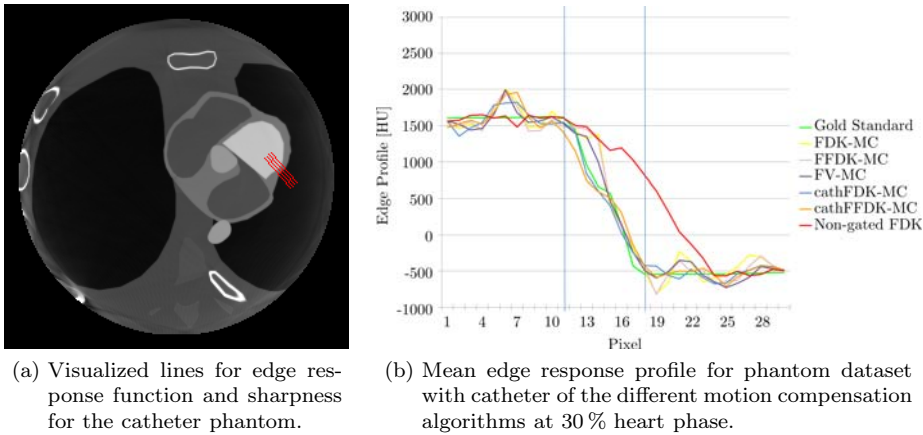 3000
2500
2000
1500
1000
500
0
-500
-1000
Edge Profile [HU]
1 4 7 10 13 16 19 22 25 28
Pixel
Gold Standard
FDK-MC
FFDK-MC
FV-MC
cathFDK-MC
cathFFDK-MC
Non-gated FDK
(a) Visualized lines for edge res-
ponse function and sharpness
for the catheter phantom.
(b) Mean edge response profile for phantom dataset
with catheter of the different motion compensation
algorithms at 30 % heart phase.